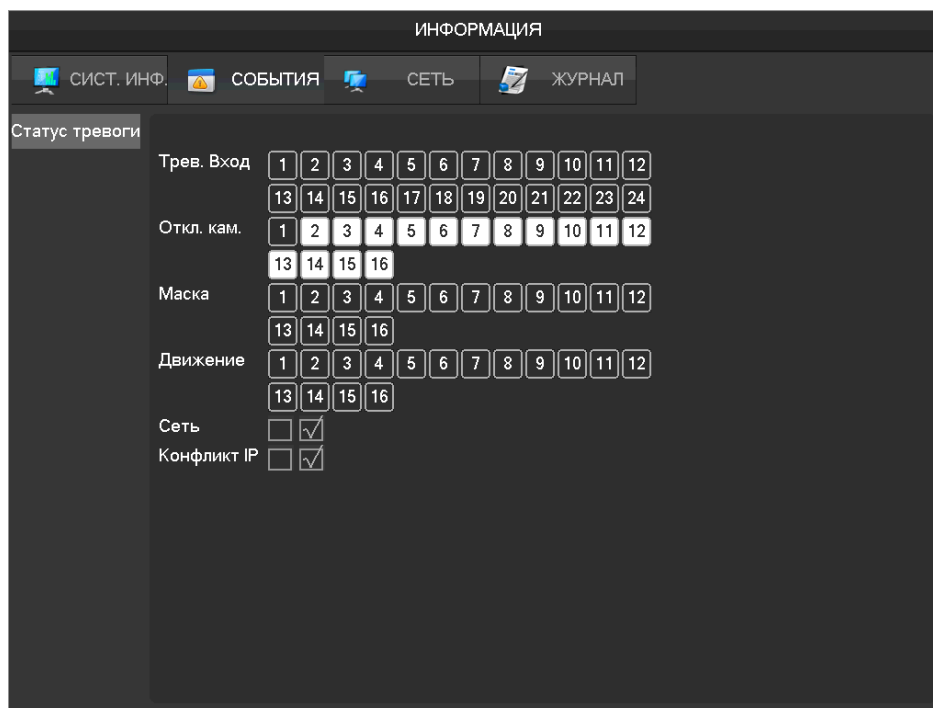 ИНФОРМАЦИЯ
СИСТ. ИНФ. СОБЫТИЯ СЕТЬ ЖУРНАЛ
Статус тревоги
Трев. Вход 1 2 3 4 5 6 7 8 9 10 11 12
13 14 15 16 17 18 19 20 21 22 23 24
Откл. кам. 1 2 3 4 5 6 7 8 9 10 11 12
13 14 15 16
Маска 1 2 3 4 5 6 7 8 9 10 11 12
13 14 15 16
Движение 1 2 3 4 5 6 7 8 9 10 11 12
13 14 15 16
Сеть
Конфликт IP